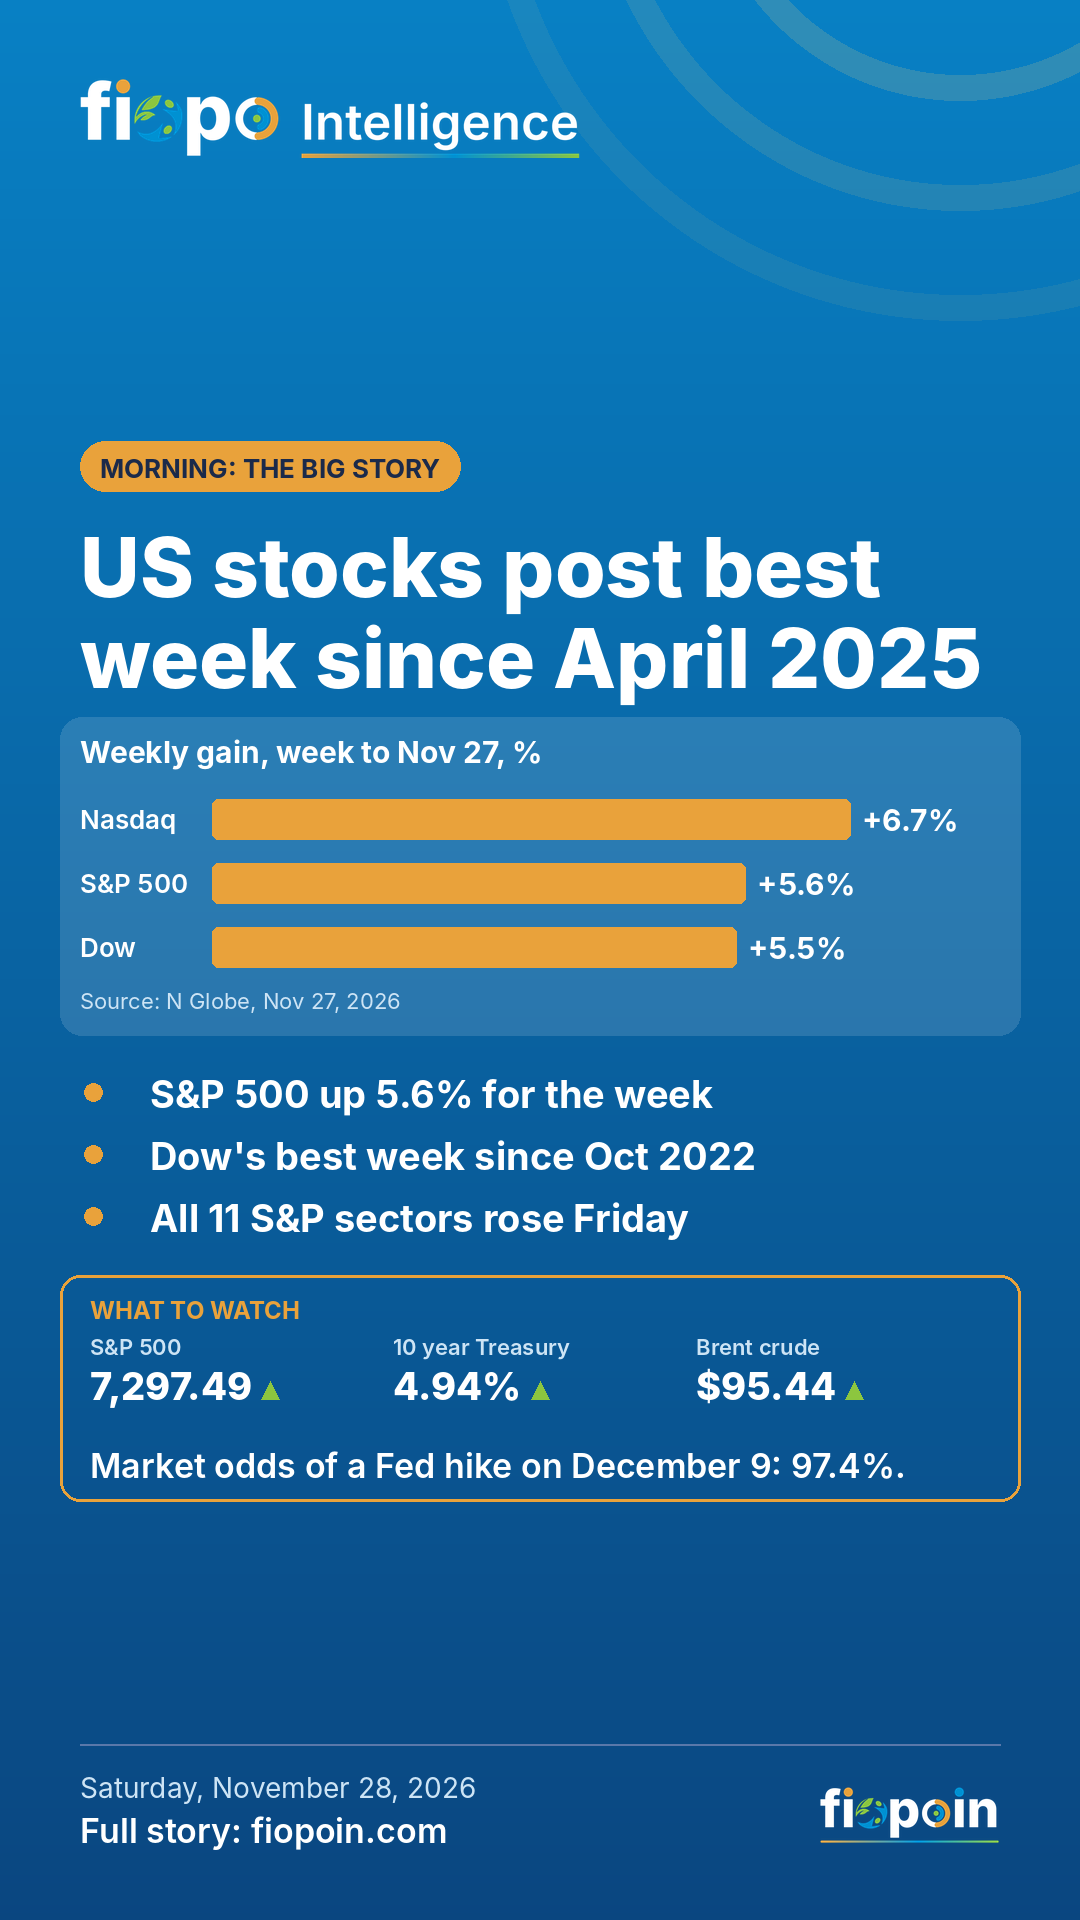 fiopo Intelligence
MORNING: THE BIG STORY
US stocks post best
week since April 2025
Weekly gain, week to Nov 27, %
Nasdaq +6.7%
S&P 500 +5.6%
Dow +5.5%
Source: N Globe, Nov 27, 2026
S&P 500 up 5.6% for the week
Dow's best week since Oct 2022
All 11 S&P sectors rose Friday
WHAT TO WATCH
S&P 500 10 year Treasury Brent crude
7,297.49 ▲ 4.94% ▲ $95.44 ▲
Market odds of a Fed hike on December 9: 97.4%.
Saturday, November 28, 2026
Full story: fiopoin.com
fiopoin